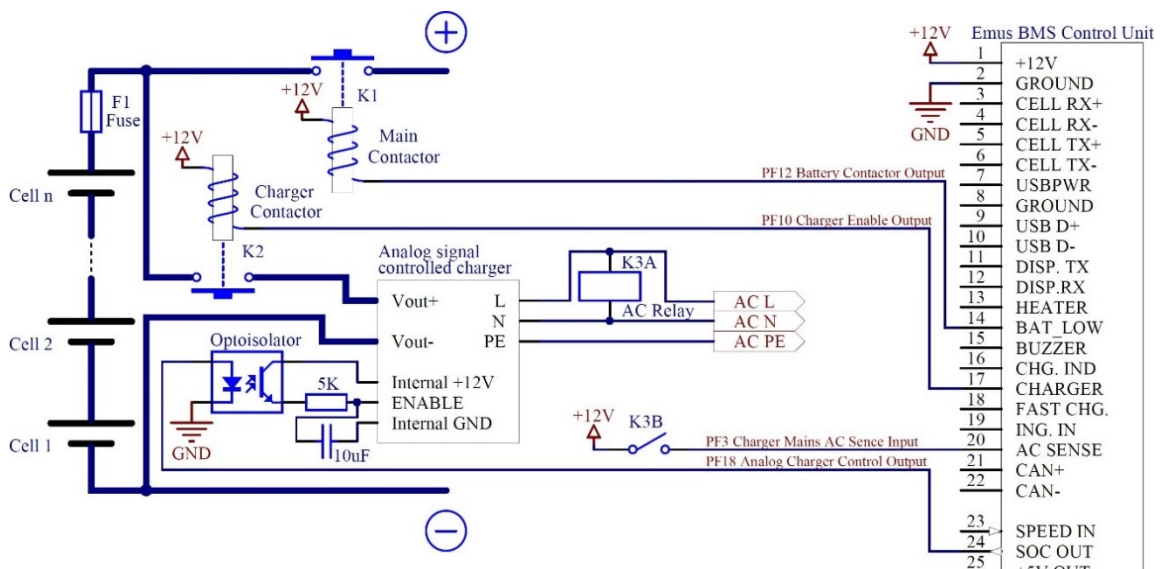 +12V
Emus BMS Control Unit
1
+12V
2
GROUND
3
CELL RX+
4
CELL RX-
5
CELL TX+
6
CELL TX-
7
USBPWR
8
GROUND
9
USB D+
10
USB D-
11
DISP. TX
12
DISP.RX
13
HEATER
14
BAT_LOW
15
BUZZER
16
CHG. IND
17
CHARGER
18
FAST CHG.
19
ING. IN
20
AC SENSE
21
CAN+
22
CAN-
23
SPEED IN
24
SOC OUT
25
+5V OUT
GND
+
K1
+12V
Main
Contactor
F1
Fuse
+12V
Charger
Contactor
K2
Cell n
Cell 2
Cell 1
PF12 Battery Contactor Output
PF10 Charger Enable Output
Analog signal
controlled charger
Vout+
Vout-
L
N
PE
Internal +12V
ENABLE
Internal GND
K3A
AC Relay
AC L
AC N
AC PE
Optoisolator
5K
10uF
GND
+12V
K3B
PF3 Charger Mains AC Sence Input
PF18 Analog Charger Control Output
−